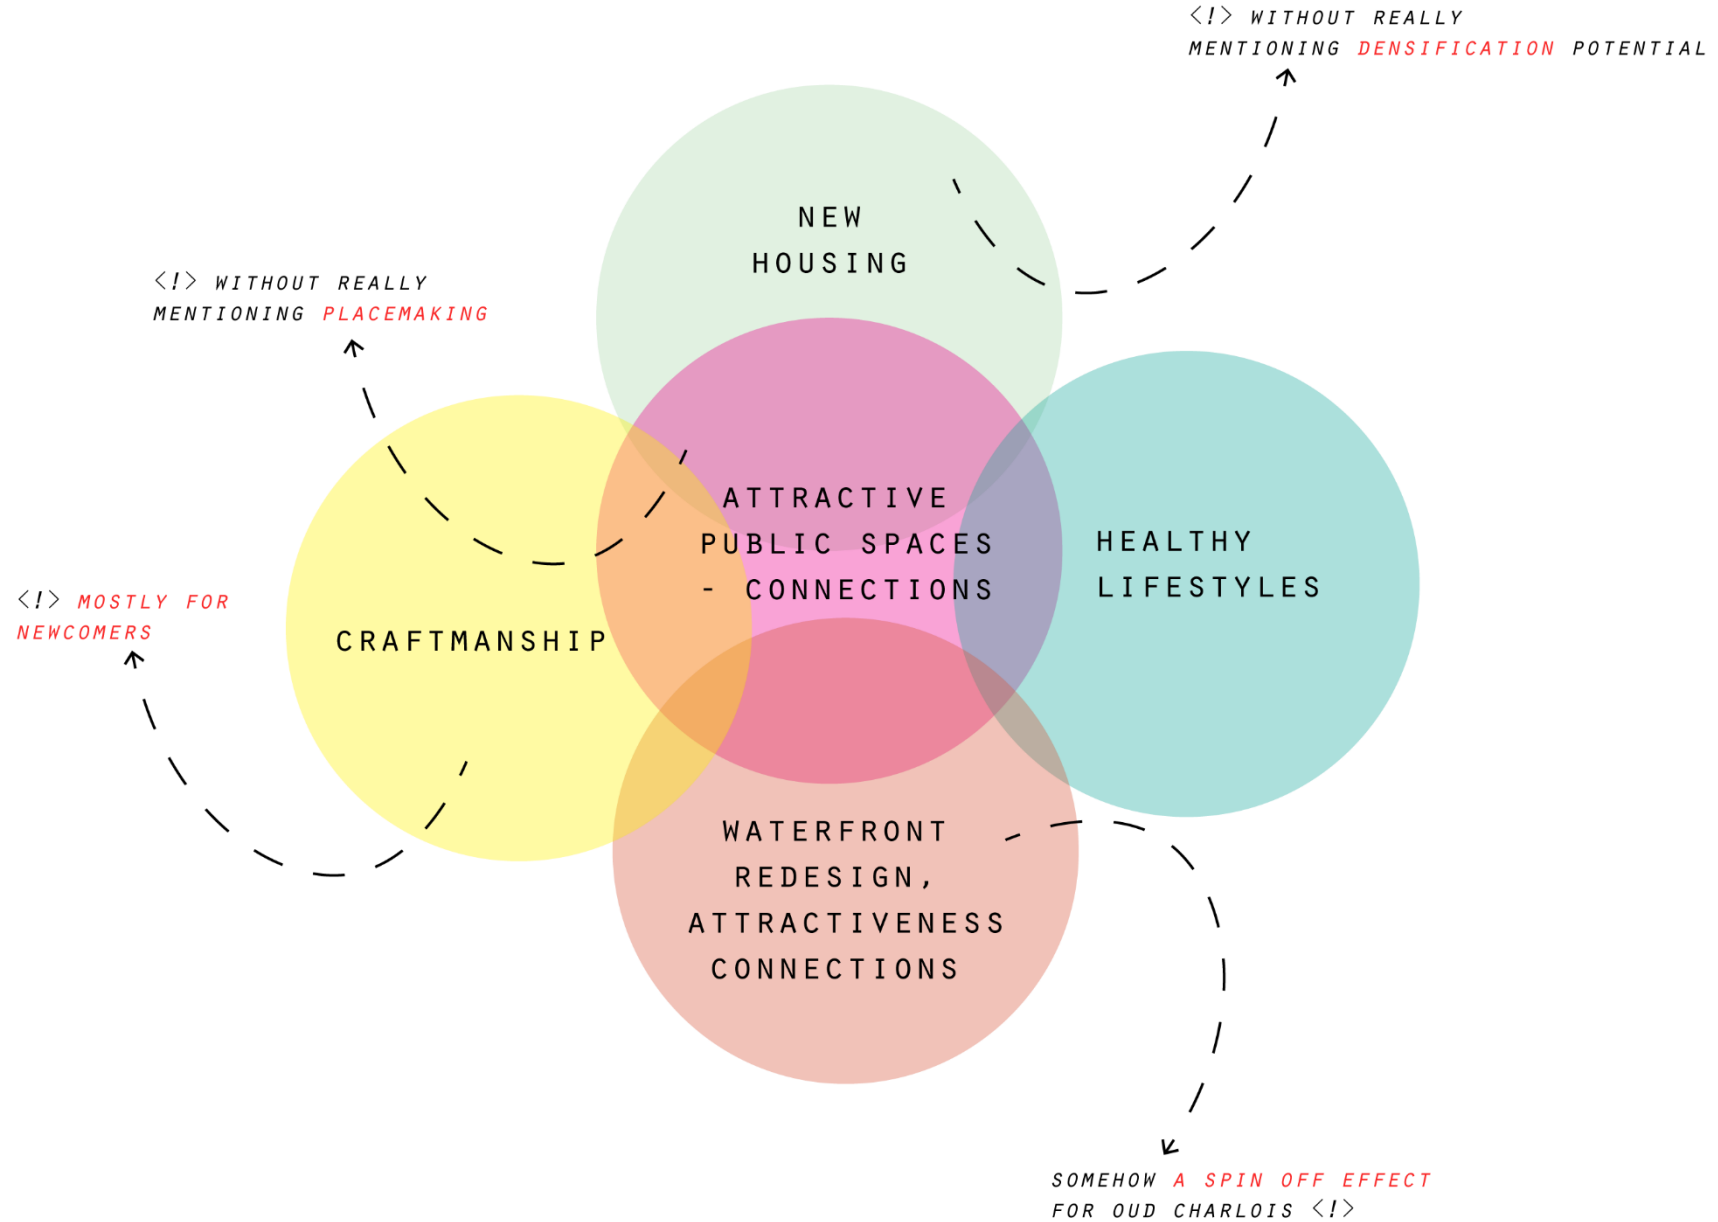 <!> WITHOUT REALLY
MENTIONING DENSIFICATION POTENTIAL
NEW
HOUSING
<!> WITHOUT REALLY
MENTIONING PLACEMAKING
ATTRACTIVE
PUBLIC SPACES
- CONNECTIONS
HEALTHY
LIFESTYLES
<!> MOSTLY FOR
NEWCOMERS
CRAFTMANSHIP
WATERFRONT
REDESIGN,
ATTRACTIVENESS
CONNECTIONS
SOMEHOW A SPIN OFF EFFECT
FOR OUD CHARLOIS <!>